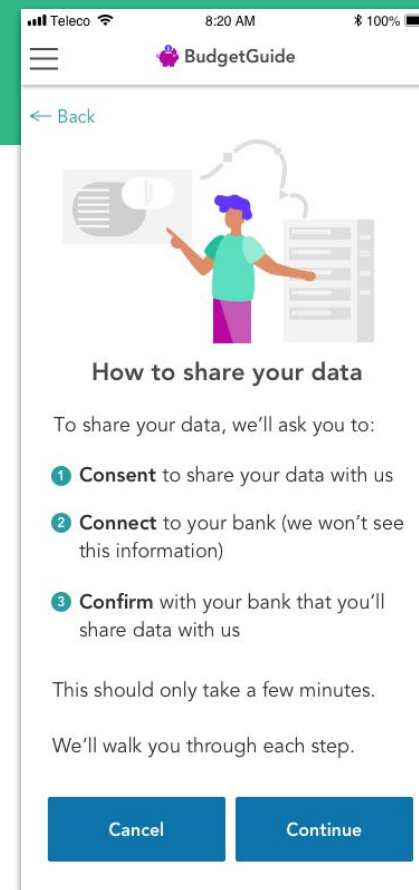 Teleco 8:20 AM 100%
BudgetGuide
← Back
How to share your data
To share your data, we’ll ask you to:
1 Consent to share your data with us
2 Connect to your bank (we won’t see
this information)
3 Confirm with your bank that you’ll
share data with us
This should only take a few minutes.
We’ll walk you through each step.
Cancel Continue